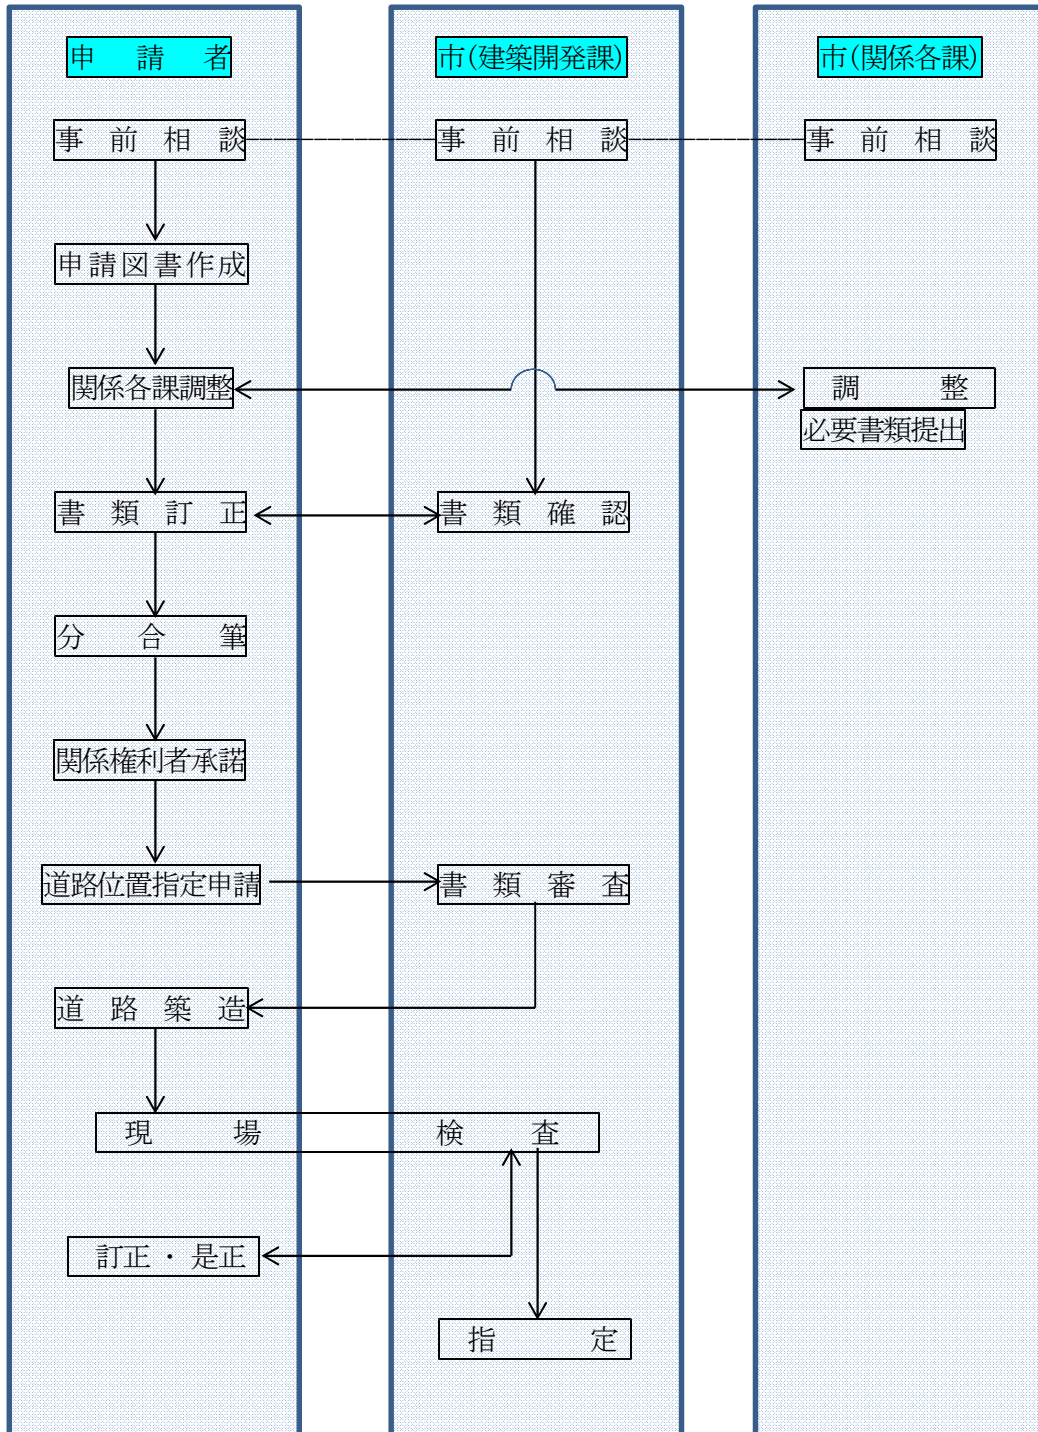 申請者
市(建築開発課)
市(関係各課)
事前相談
事前相談
事前相談
申請図書作成
関係各課調整
調整
必要書類提出
書類訂正
書類確認
分合筆
関係権利者承諾
道路位置指定申請
書類審査
道路築造
現場検査
訂正・是正
指定